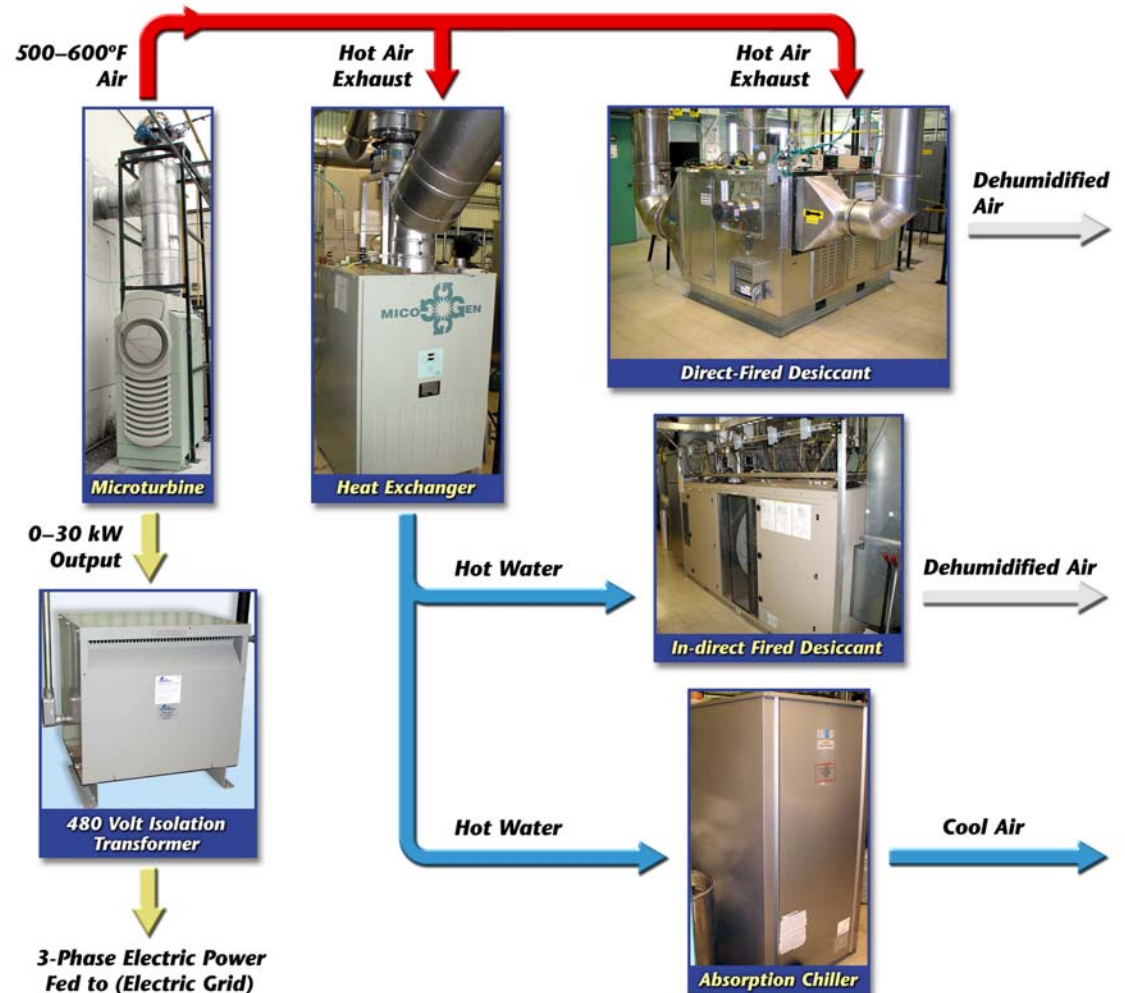 500–600ºF
Air
Hot Air
Exhaust
Hot Air
Exhaust
Dehumidified
Air
MICO GEN
Direct-Fired Desiccant
Microturbine
Heat Exchanger
0–30 kW
Output
Hot Water
Dehumidified Air
In-direct Fired Desiccant
480 Volt Isolation
Transformer
Hot Water
Cool Air
3-Phase Electric Power
Fed to (Electric Grid)
Absorption Chiller